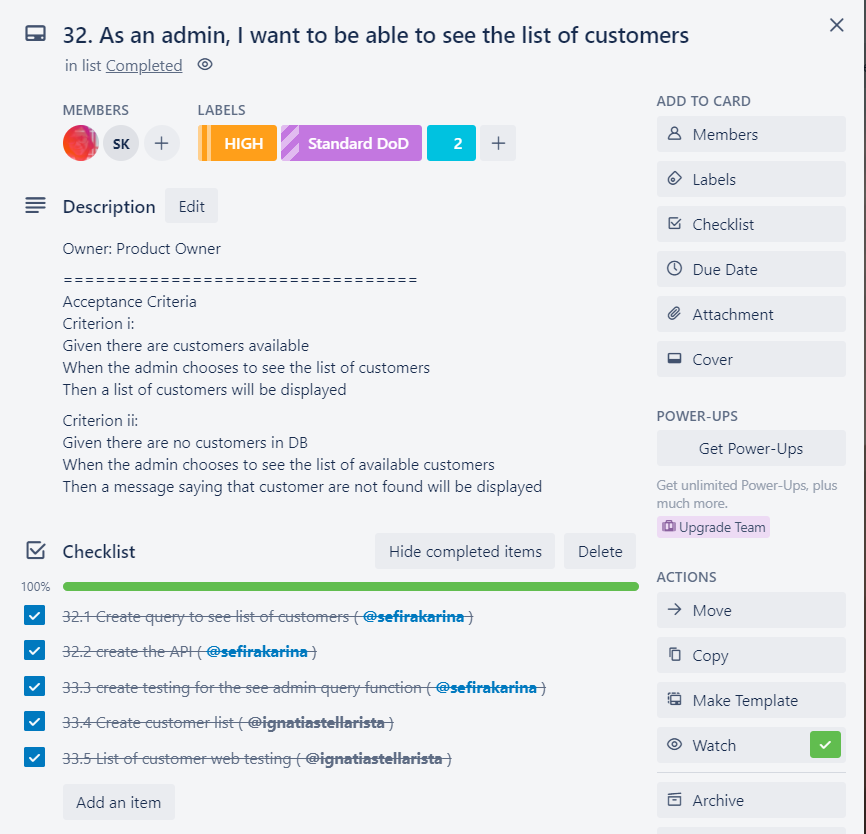 32. As an admin, I want to be able to see the list of customers
in list Completed
MEMBERS
SK
LABELS
HIGH
Standard DoD
2
Description
Edit
Owner: Product Owner
=================================
Acceptance Criteria
Criterion i:
Given there are customers available
When the admin chooses to see the list of customers
Then a list of customers will be displayed
Criterion ii:
Given there are no customers in DB
When the admin chooses to see the list of available customers
Then a message saying that customer are not found will be displayed
Checklist
Hide completed items
Delete
100%
32.1 Create query to see list of customers ( @sefirakarina )
32.2 create the API ( @sefirakarina )
33.3 create testing for the see admin query function ( @sefirakarina )
33.4 Create customer list ( @ignatiastellarista )
33.5 List of customer web testing ( @ignatiastellarista )
Add an item
ADD TO CARD
Members
Labels
Checklist
Due Date
Attachment
Cover
POWER-UPS
Get Power-Ups
Get unlimited Power-Ups, plus
much more.
Upgrade Team
ACTIONS
Move
Copy
Make Template
Watch
Archive